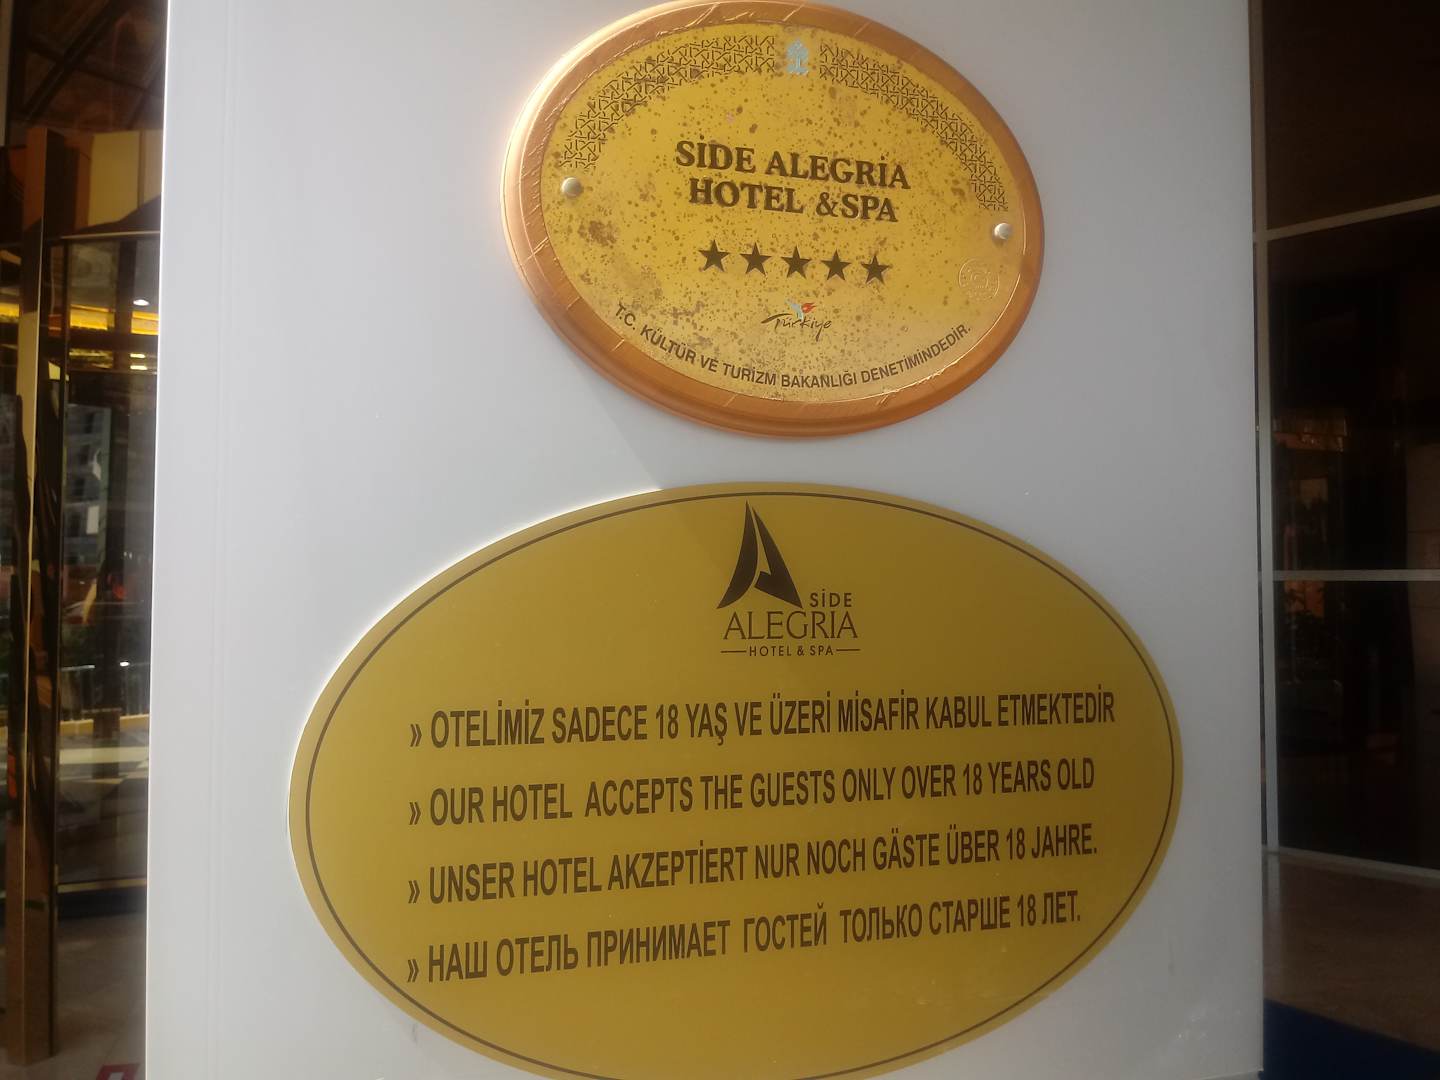 SİDE ALEGRİA
HOTEL &SPA
Türkiye
T.C. KÜLTÜR VE TURİZM BAKANLIĞI DENETİMİNDEDİR.
SİDE
ALEGRİA
HOTEL & SPA
» OTELİMİZ SADECE 18 YAŞ VE ÜZERİ MİSAFİR KABUL ETMEKTEDİR
» OUR HOTEL ACCEPTS THE GUESTS ONLY OVER 18 YEARS OLD
» UNSER HOTEL AKZEPTİERT NUR NOCH GÄSTE ÜBER 18 JAHRE.
» НАШ ОТЕЛЬ ПРИНИМАЕТ ГОСТЕЙ ТОЛЬКО СТАРШЕ 18 ЛЕТ.